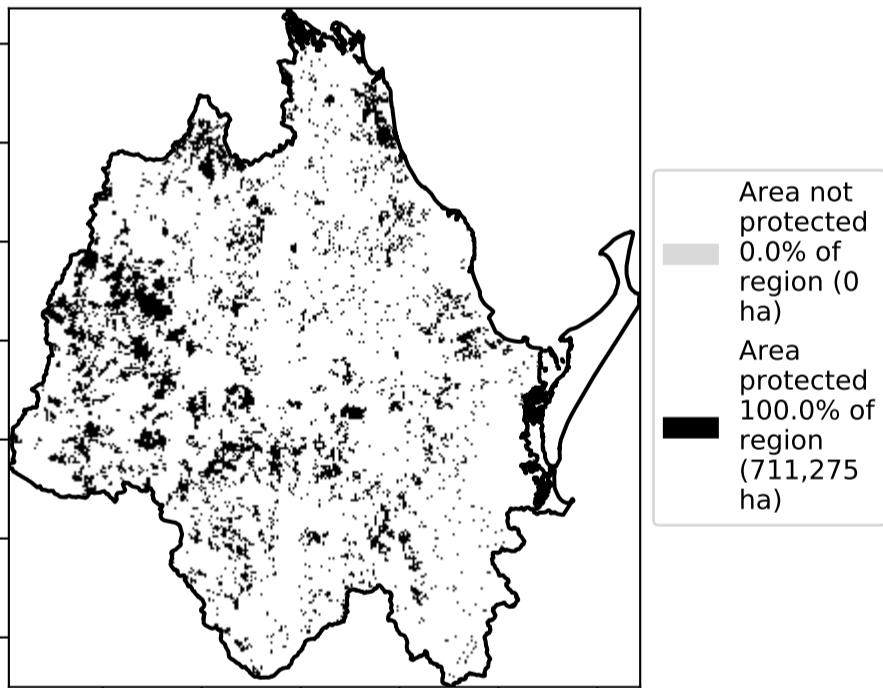 Area not
protected
0.0% of
region (0
ha)
Area
protected
100.0% of
region
(711,275
ha)